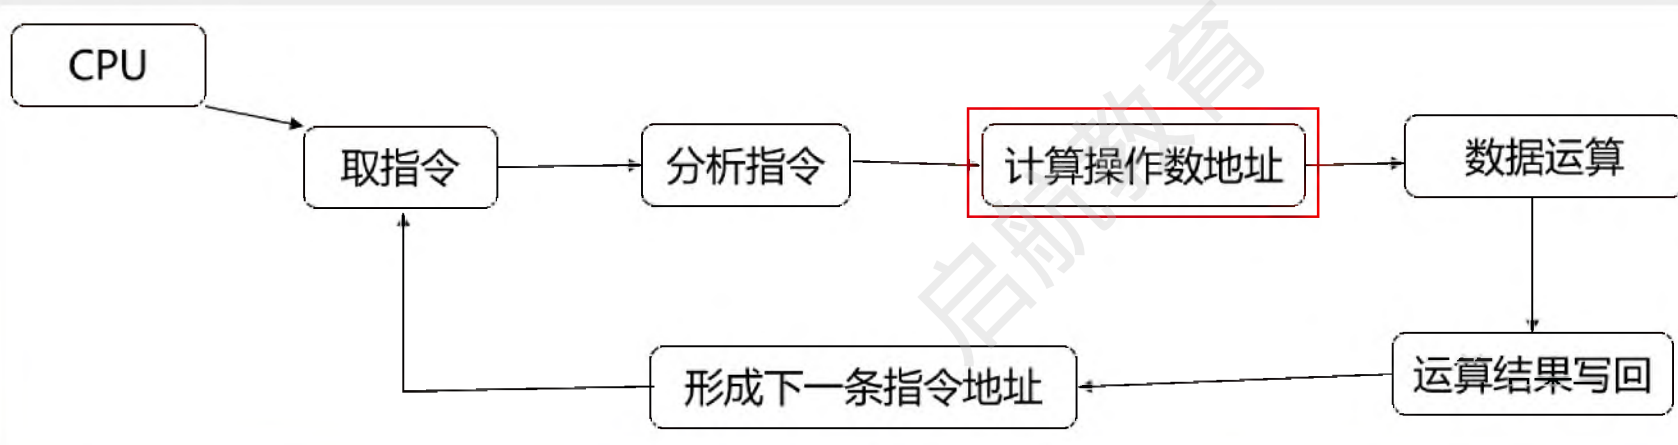 CPU
取指令
分析指令
计算操作数地址
数据运算
运算结果写回
形成下一条指令地址
启航教育